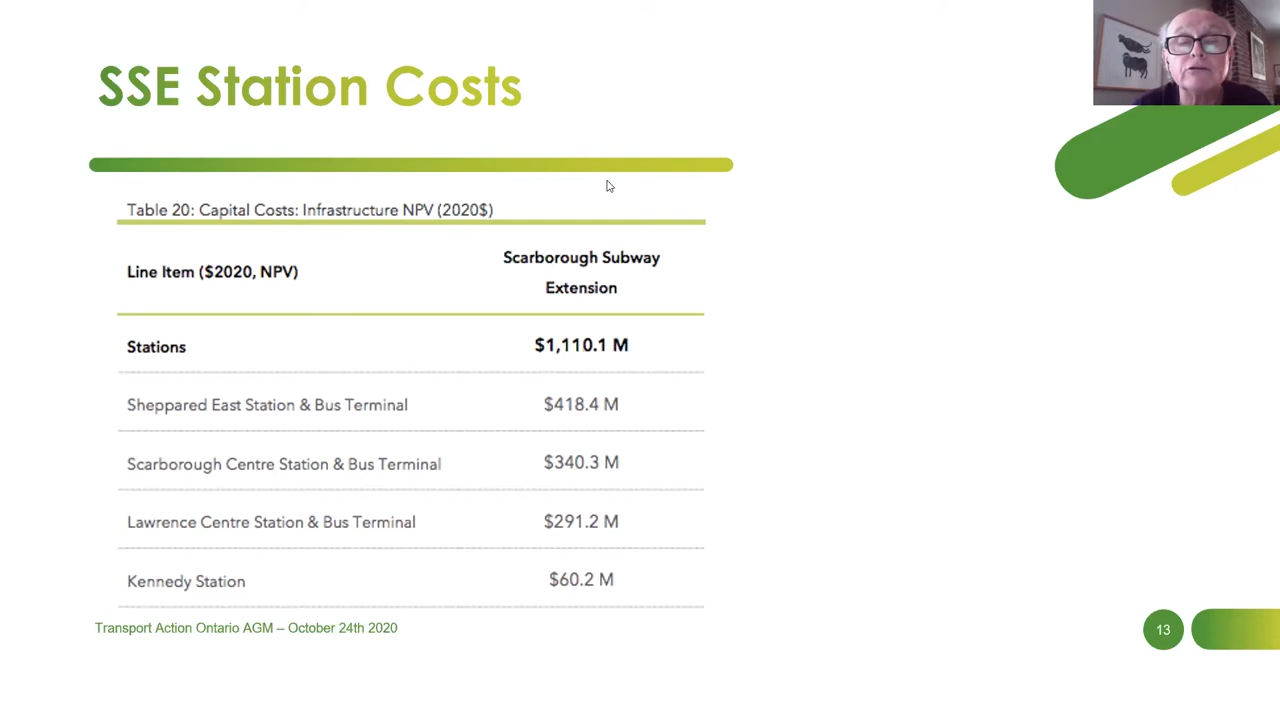 SSE Station Costs
Table 20: Capital Costs: Infrastructure NPV (2020$)
Line Item ($2020, NPV)
Scarborough Subway
Extension
Stations
$1,110.1 M
Sheppared East Station & Bus Terminal
$418.4 M
Scarborough Centre Station & Bus Terminal
$340.3 M
Lawrence Centre Station & Bus Terminal
$291.2 M
Kennedy Station
$60.2 M
Transport Action Ontario AGM – October 24th 2020
13